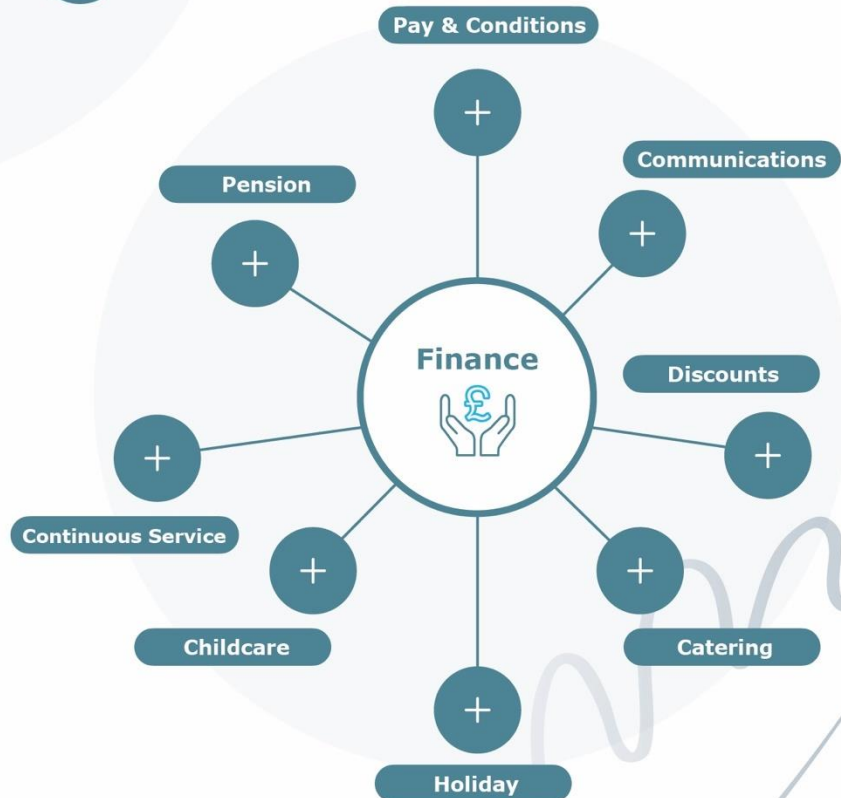 Pay & Conditions
Communications
Pension
Finance
£
Discounts
Continuous Service
Childcare
Catering
Holiday